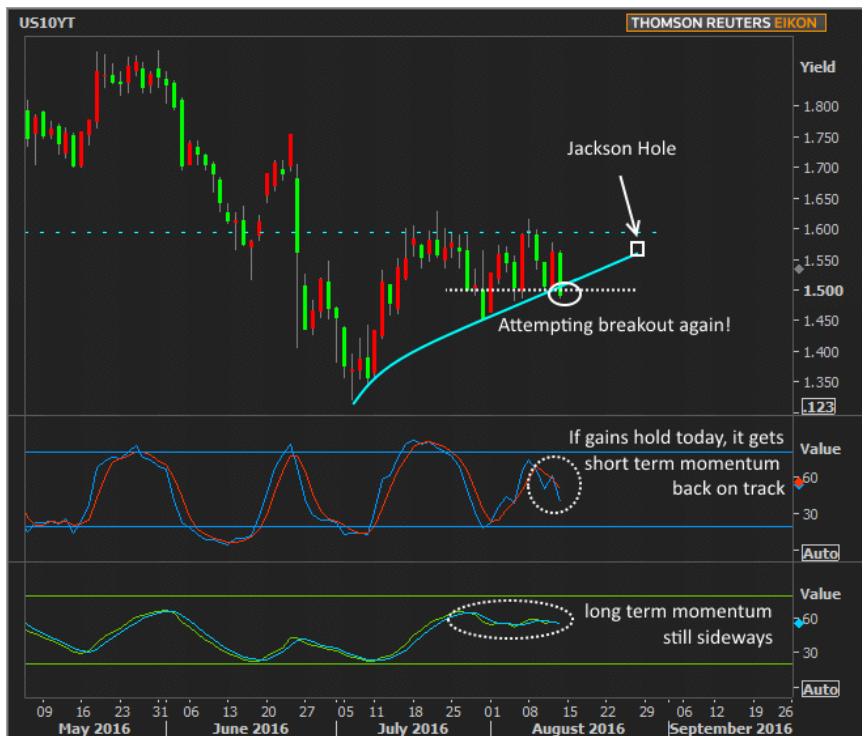 US10YT
THOMSON REUTERS EIKON
Yield
1.800
1.750
1.700
Jackson Hole
1.650
1.600
1.550
1.500
Attempting breakout again!
1.450
1.400
1.350
.123
If gains hold today, it gets
short term momentum
back on track
Value
60
30
Auto
long term momentum
still sideways
Value
60
30
Auto
09 16 23 31 06 13 20 27 05 11 18 25 01 08 15 22 29 06 12 19 26
May 2016 June 2016 July 2016 August 2016 September 2016